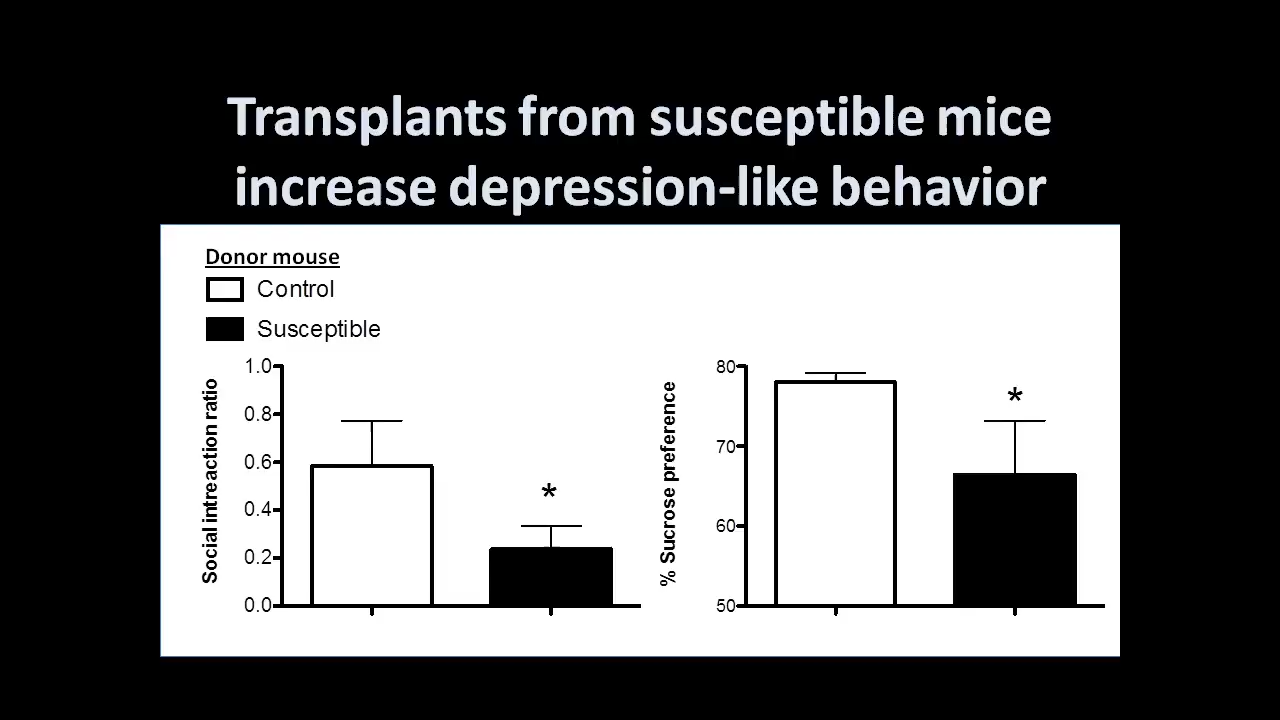 Transplants from susceptible mice
increase depression-like behavior
Donor mouse
Control
Susceptible
Social intreaction ratio
1.0
0.8
0.6
0.4
0.2
0.0
*
% Sucrose preference
80
70
60
50
*